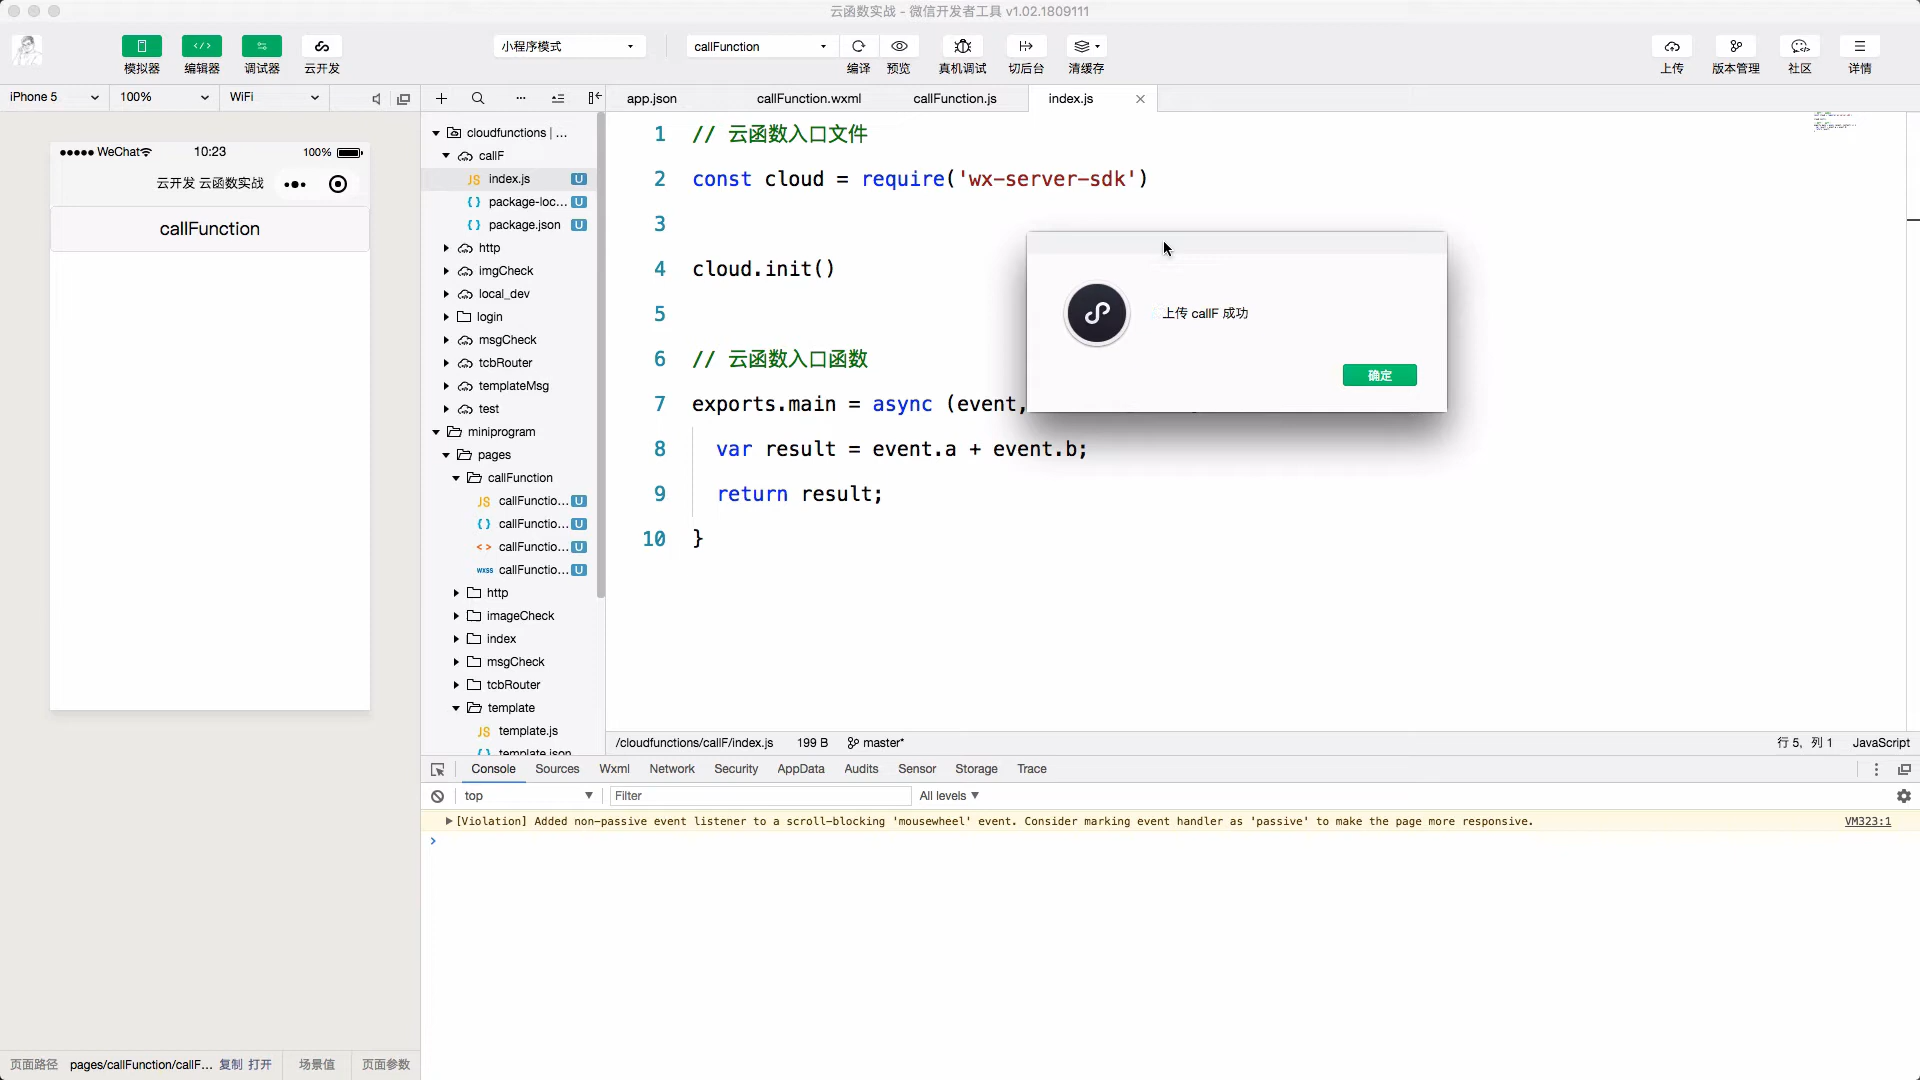 云函数实战 - 微信开发者工具 v1.02.1809111
模拟器 编辑器 调试器 云开发
小程序模式 callFunction
编译 预览 真机调试 切后台 清缓存
上传 版本管理 社区 详情
iPhone 5 100% WiFi
app.json callFunction.wxml callFunction.js index.js
WeChat 10:23 100%
云开发 云函数实战
callFunction
cloudfunctions | ...
callF
index.js U
package-loc... U
package.json U
http
imgCheck
local_dev
login
msgCheck
tcbRouter
templateMsg
test
miniprogram
pages
callFunction
JS callFunctio... U
{ } callFunctio... U
< > callFunctio... U
wxss callFunctio... U
http
imageCheck
index
msgCheck
tcbRouter
template
JS template.js
{ } template.json
1 // 云函数入口文件
2 const cloud = require('wx-server-sdk')
3
4 cloud.init()
5
6 // 云函数入口函数
7 exports.main = async (event,
8 var result = event.a + event.b;
9 return result;
10 }
上传 callF 成功
确定
/cloudfunctions/callF/index.js 199 B master* 行 5, 列 1 JavaScript
Console Sources Wxml Network Security AppData Audits Sensor Storage Trace
top Filter All levels
[Violation] Added non-passive event listener to a scroll-blocking 'mousewheel' event. Consider marking event handler as 'passive' to make the page more responsive. VM323:1
页面路径 pages/callFunction/callF... 复制 打开 场景值 页面参数